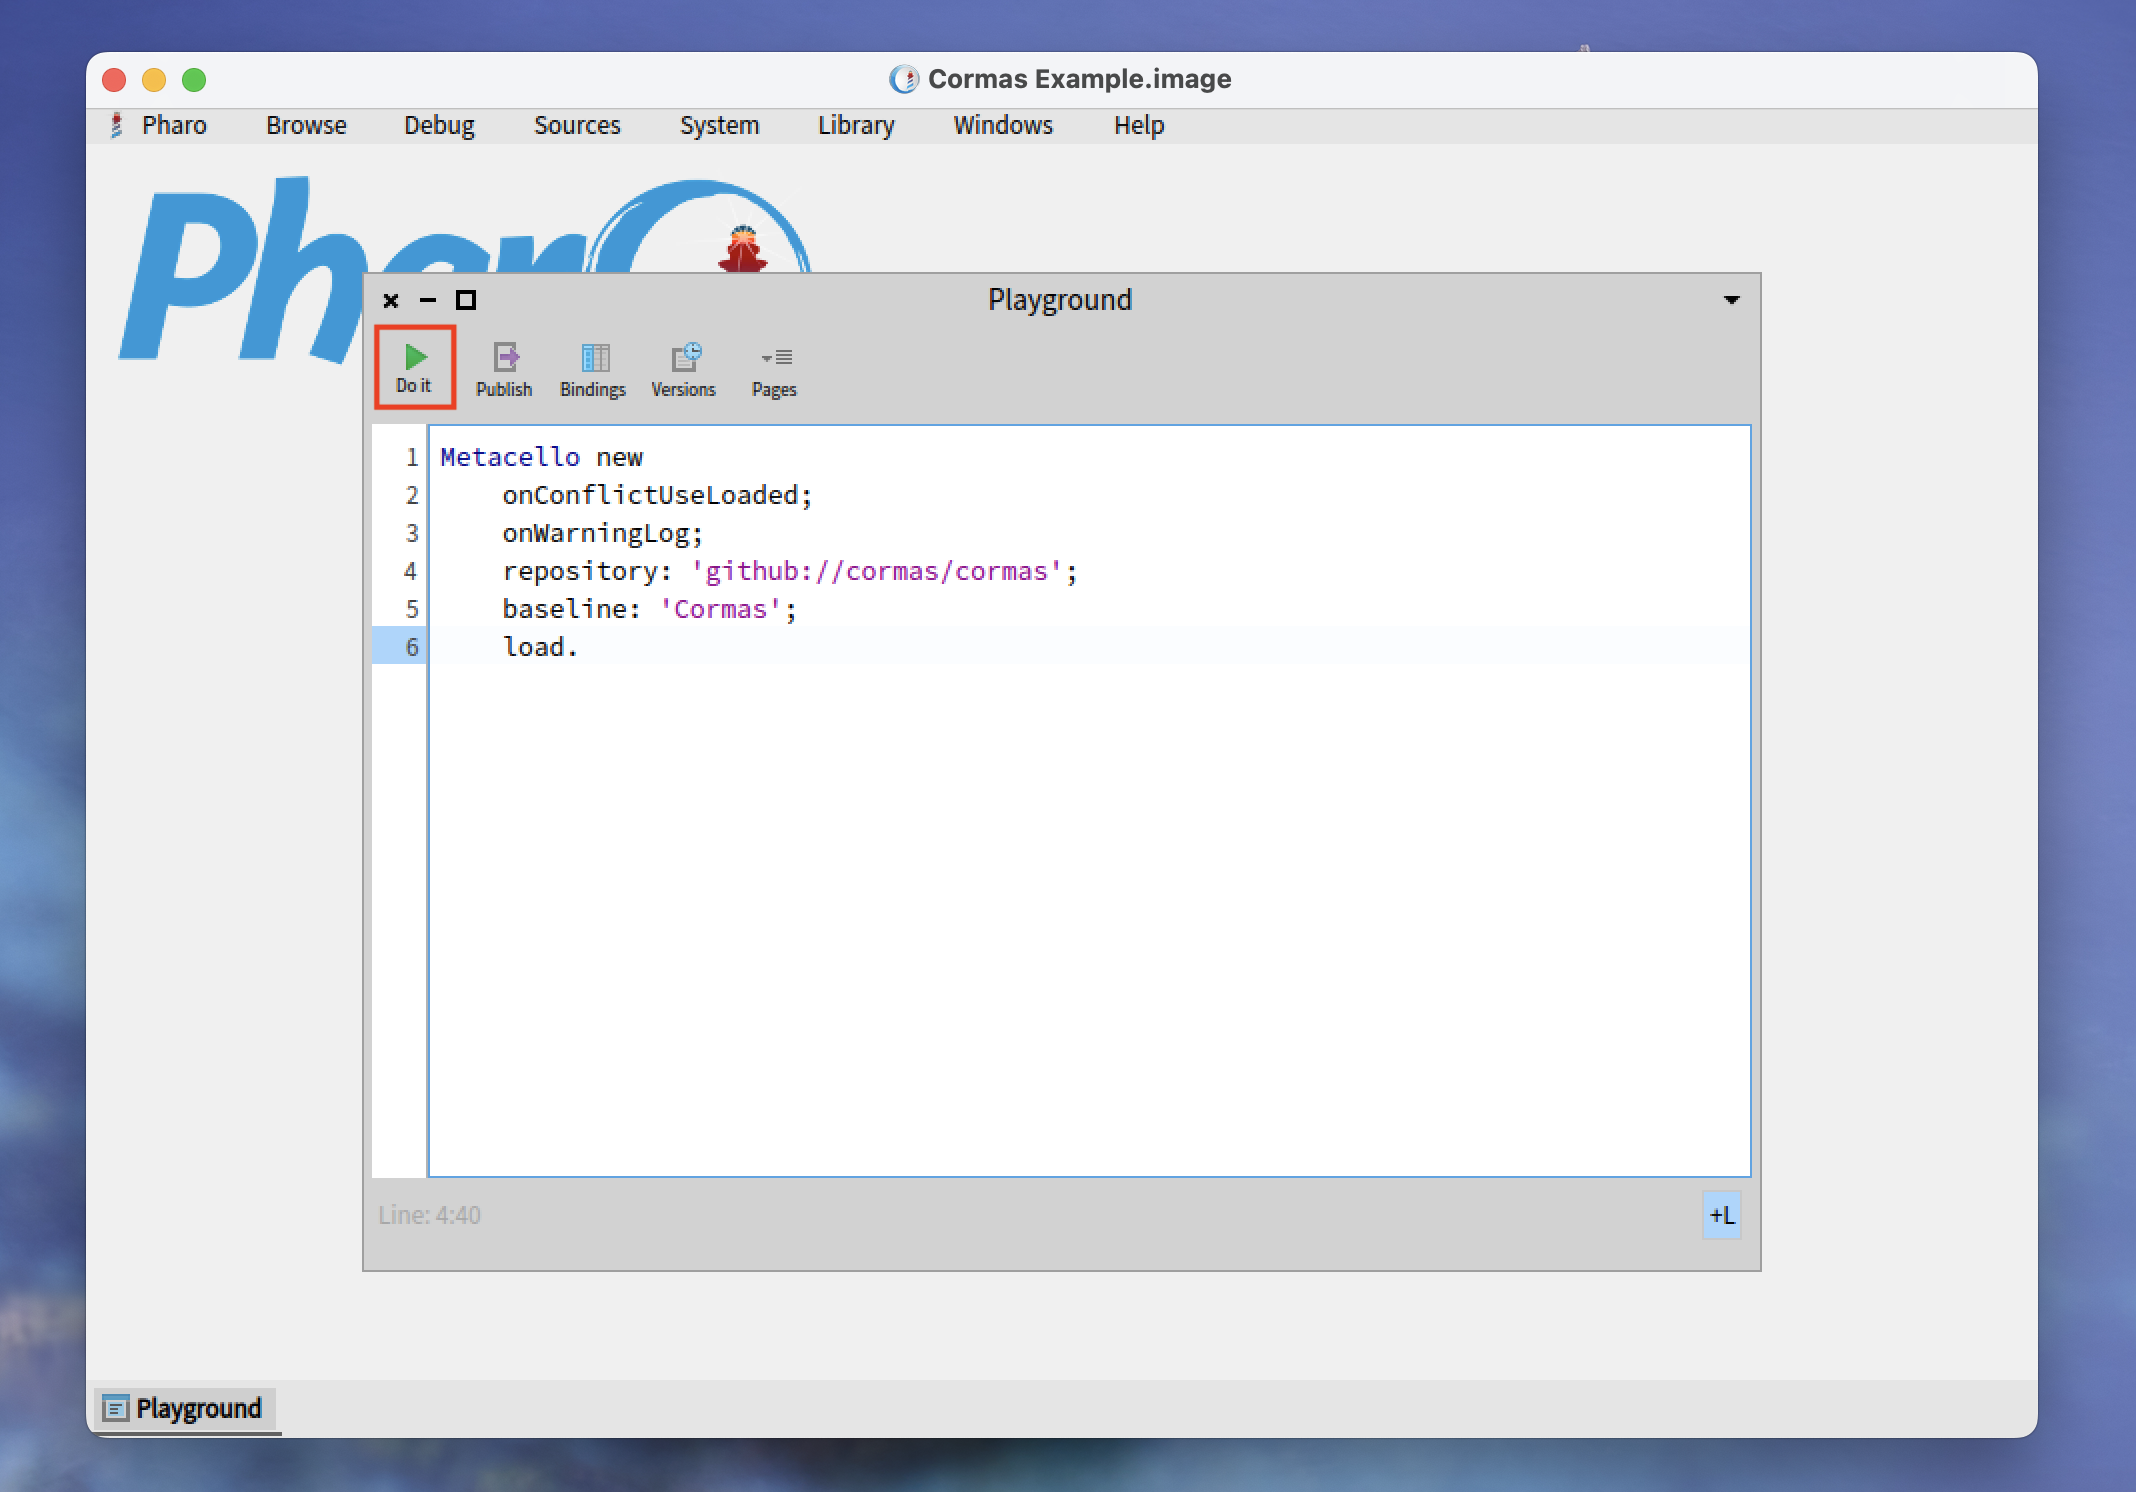 Cormas Example.image
Pharo Browse Debug Sources System Library Windows Help
Phar
Playground
Do it Publish Bindings Versions Pages
1 Metacello new
2 onConflictUseLoaded;
3 onWarningLog;
4 repository: 'github://cormas/cormas';
5 baseline: 'Cormas';
6 load.
Line: 4:40
+L
Playground